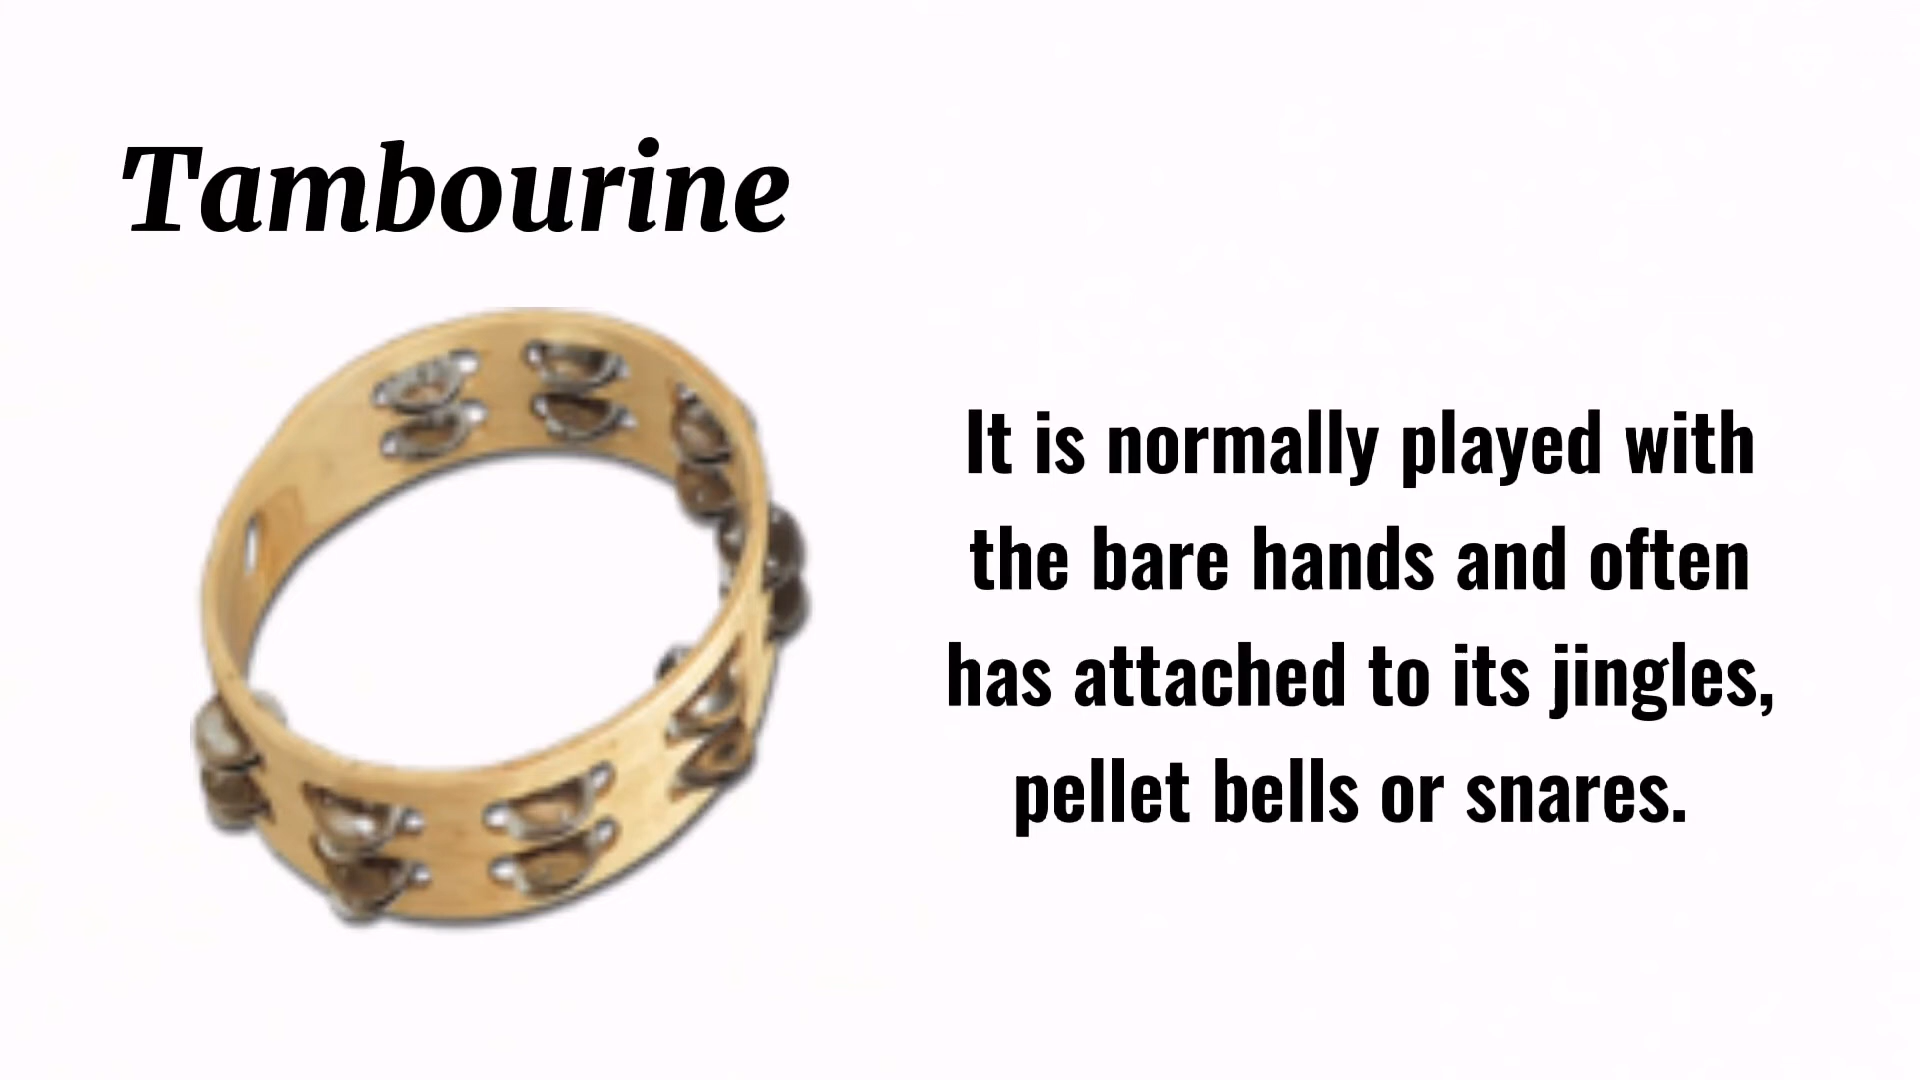 Tambourine
It is normally played with
the bare hands and often
has attached to its jingles,
pellet bells or snares.